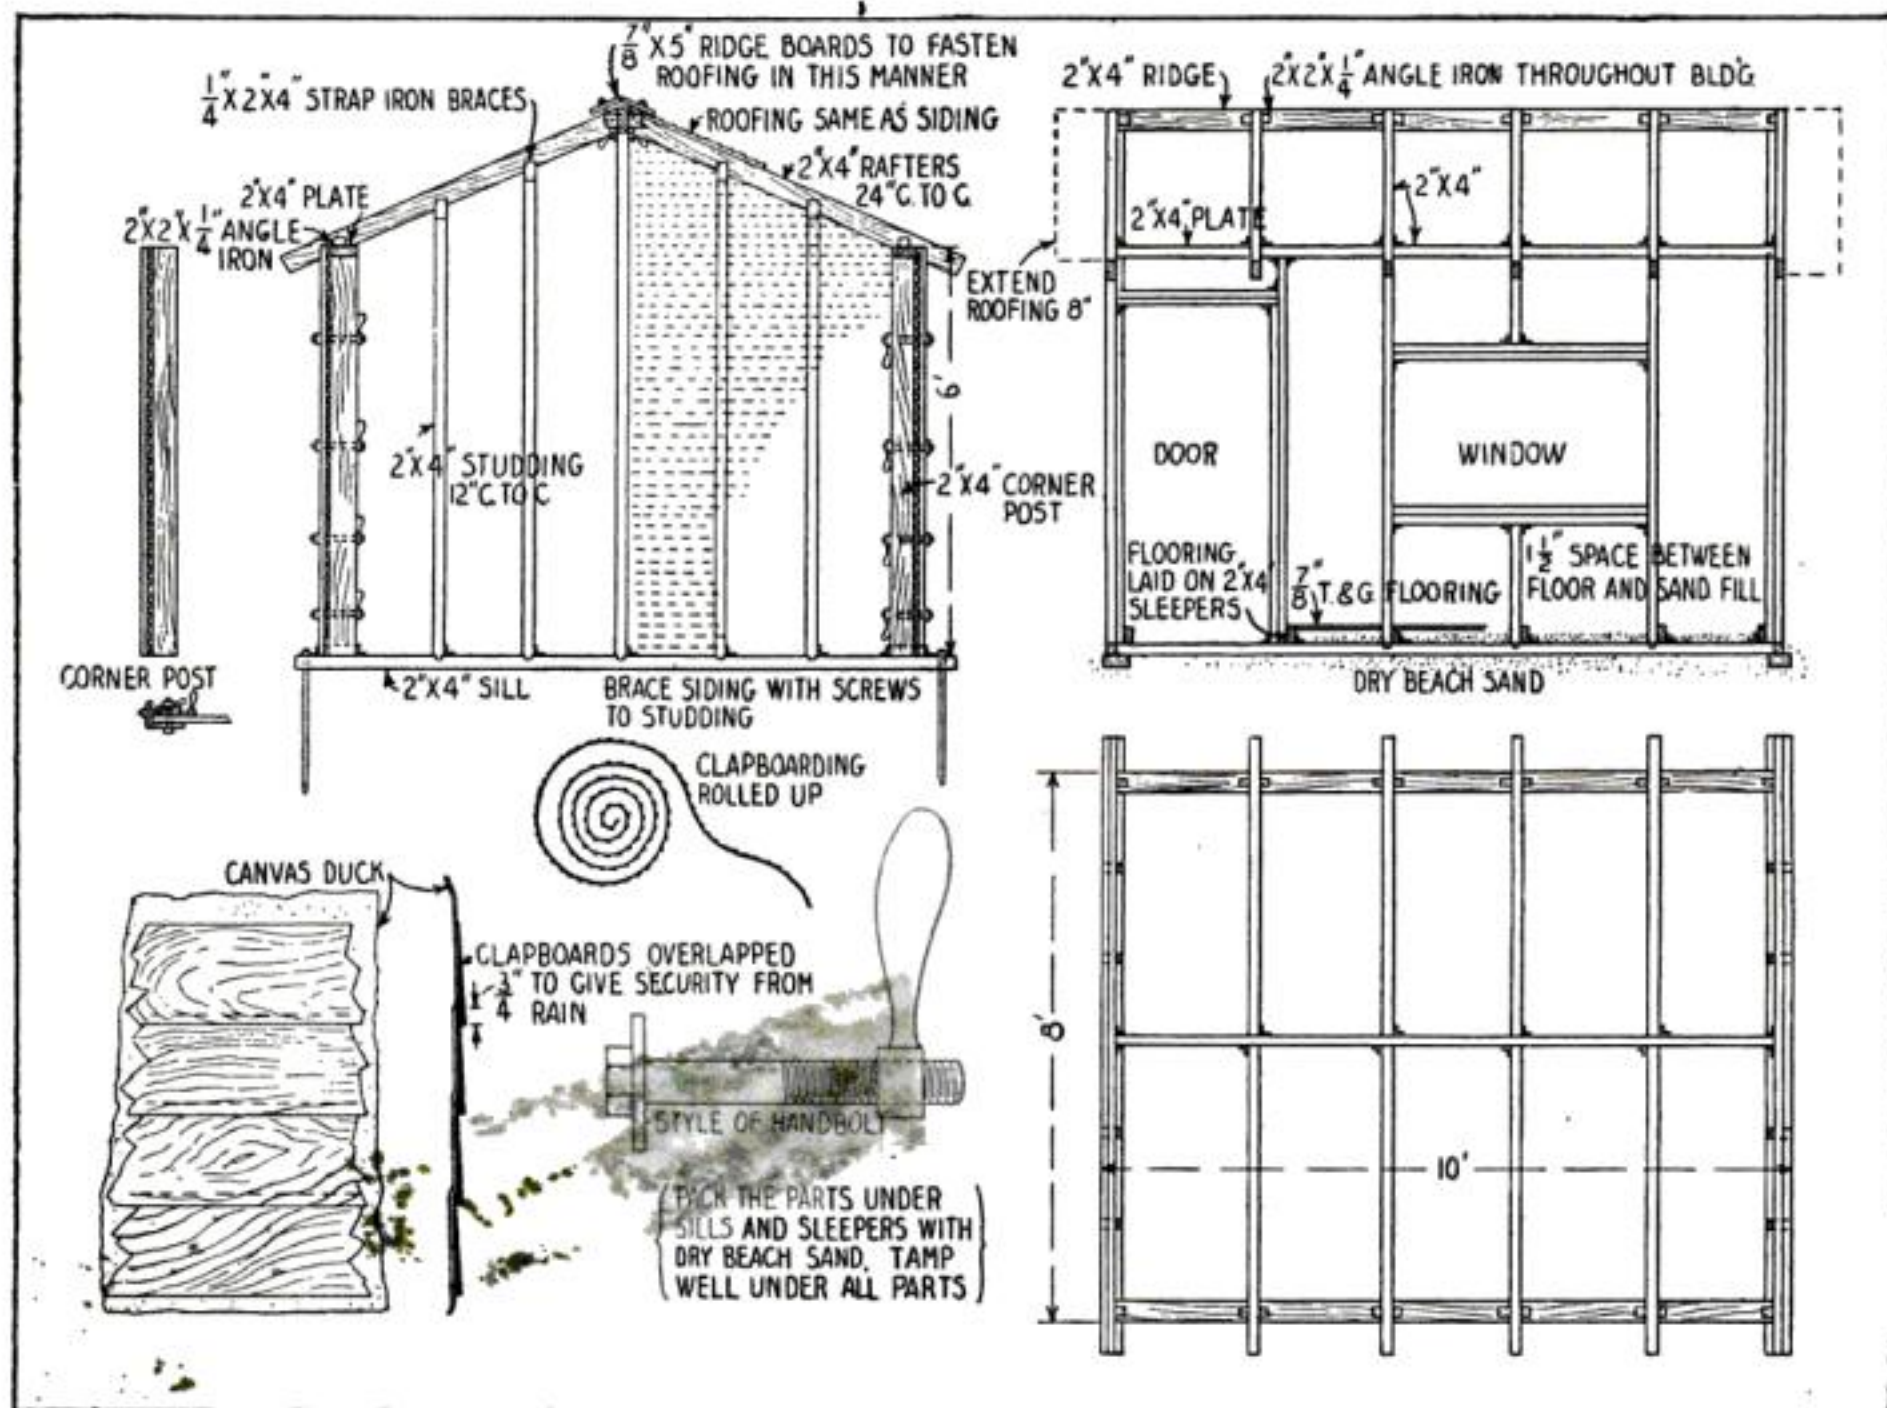 7/8" X 5" RIDGE BOARDS TO FASTEN
ROOFING IN THIS MANNER
1/4" X 2" X 4" STRAP IRON BRACES
ROOFING SAME AS SIDING
2" X 4" RAFTERS
24" C. TO C.
2" X 4" PLATE
2" X 2" X 1/4" ANGLE
IRON
6'
2" X 4" STUDDING
12" C. TO C
2" X 4" CORNER
POST
CORNER POST
2" X 4" SILL
BRACE SIDING WITH SCREWS
TO STUDDING
2" X 4" RIDGE
2" X 2" X 1/4" ANGLE IRON THROUGHOUT BLD'G
2" X 4"
2" X 4" PLATE
EXTEND
ROOFING 8"
DOOR
WINDOW
FLOORING
LAID ON 2" X 4"
SLEEPERS
7/8" T. & G. FLOORING
1 1/2" SPACE BETWEEN
FLOOR AND SAND FILL
DRY BEACH SAND
CLAPBOARDING
ROLLED UP
CANVAS DUCK
CLAPBOARDS OVERLAPPED
3/4" TO GIVE SECURITY FROM
RAIN
STYLE OF HANDBOLT
(PACK THE PARTS UNDER
SILLS AND SLEEPERS WITH
DRY BEACH SAND, TAMP
WELL UNDER ALL PARTS)
8'
10'